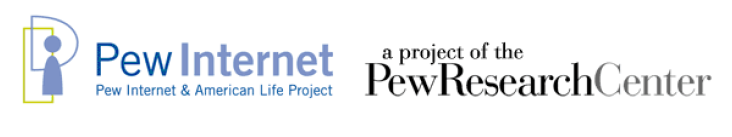 Pew Internet
Pew Internet & American Life Project
a project of the
PewResearchCenter